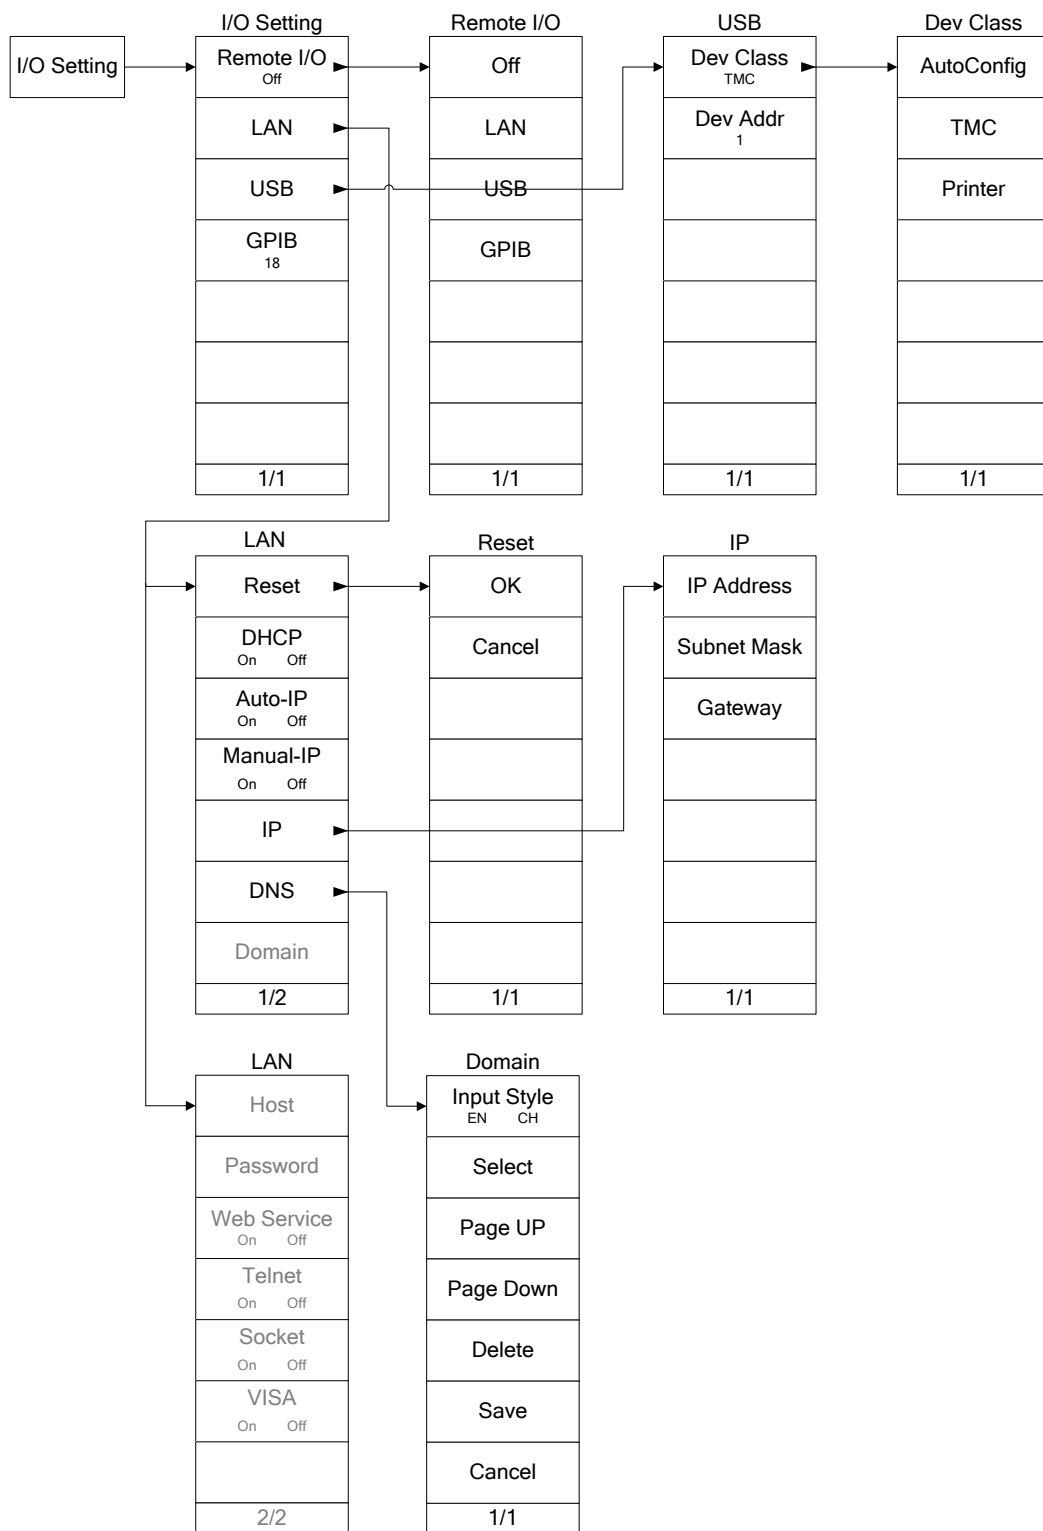 I/O Setting
I/O Setting
Remote I/O
Off
LAN
USB
GPIB
18
1/1
Remote I/O
Off
LAN
USB
GPIB
1/1
USB
Dev Class
TMC
Dev Addr
1
1/1
Dev Class
AutoConfig
TMC
Printer
1/1
LAN
Reset
DHCP
On Off
Auto-IP
On Off
Manual-IP
On Off
IP
DNS
Domain
1/2
Reset
OK
Cancel
1/1
IP
IP Address
Subnet Mask
Gateway
1/1
LAN
Host
Password
Web Service
On Off
Telnet
On Off
Socket
On Off
VISA
On Off
2/2
Domain
Input Style
EN CH
Select
Page UP
Page Down
Delete
Save
Cancel
1/1